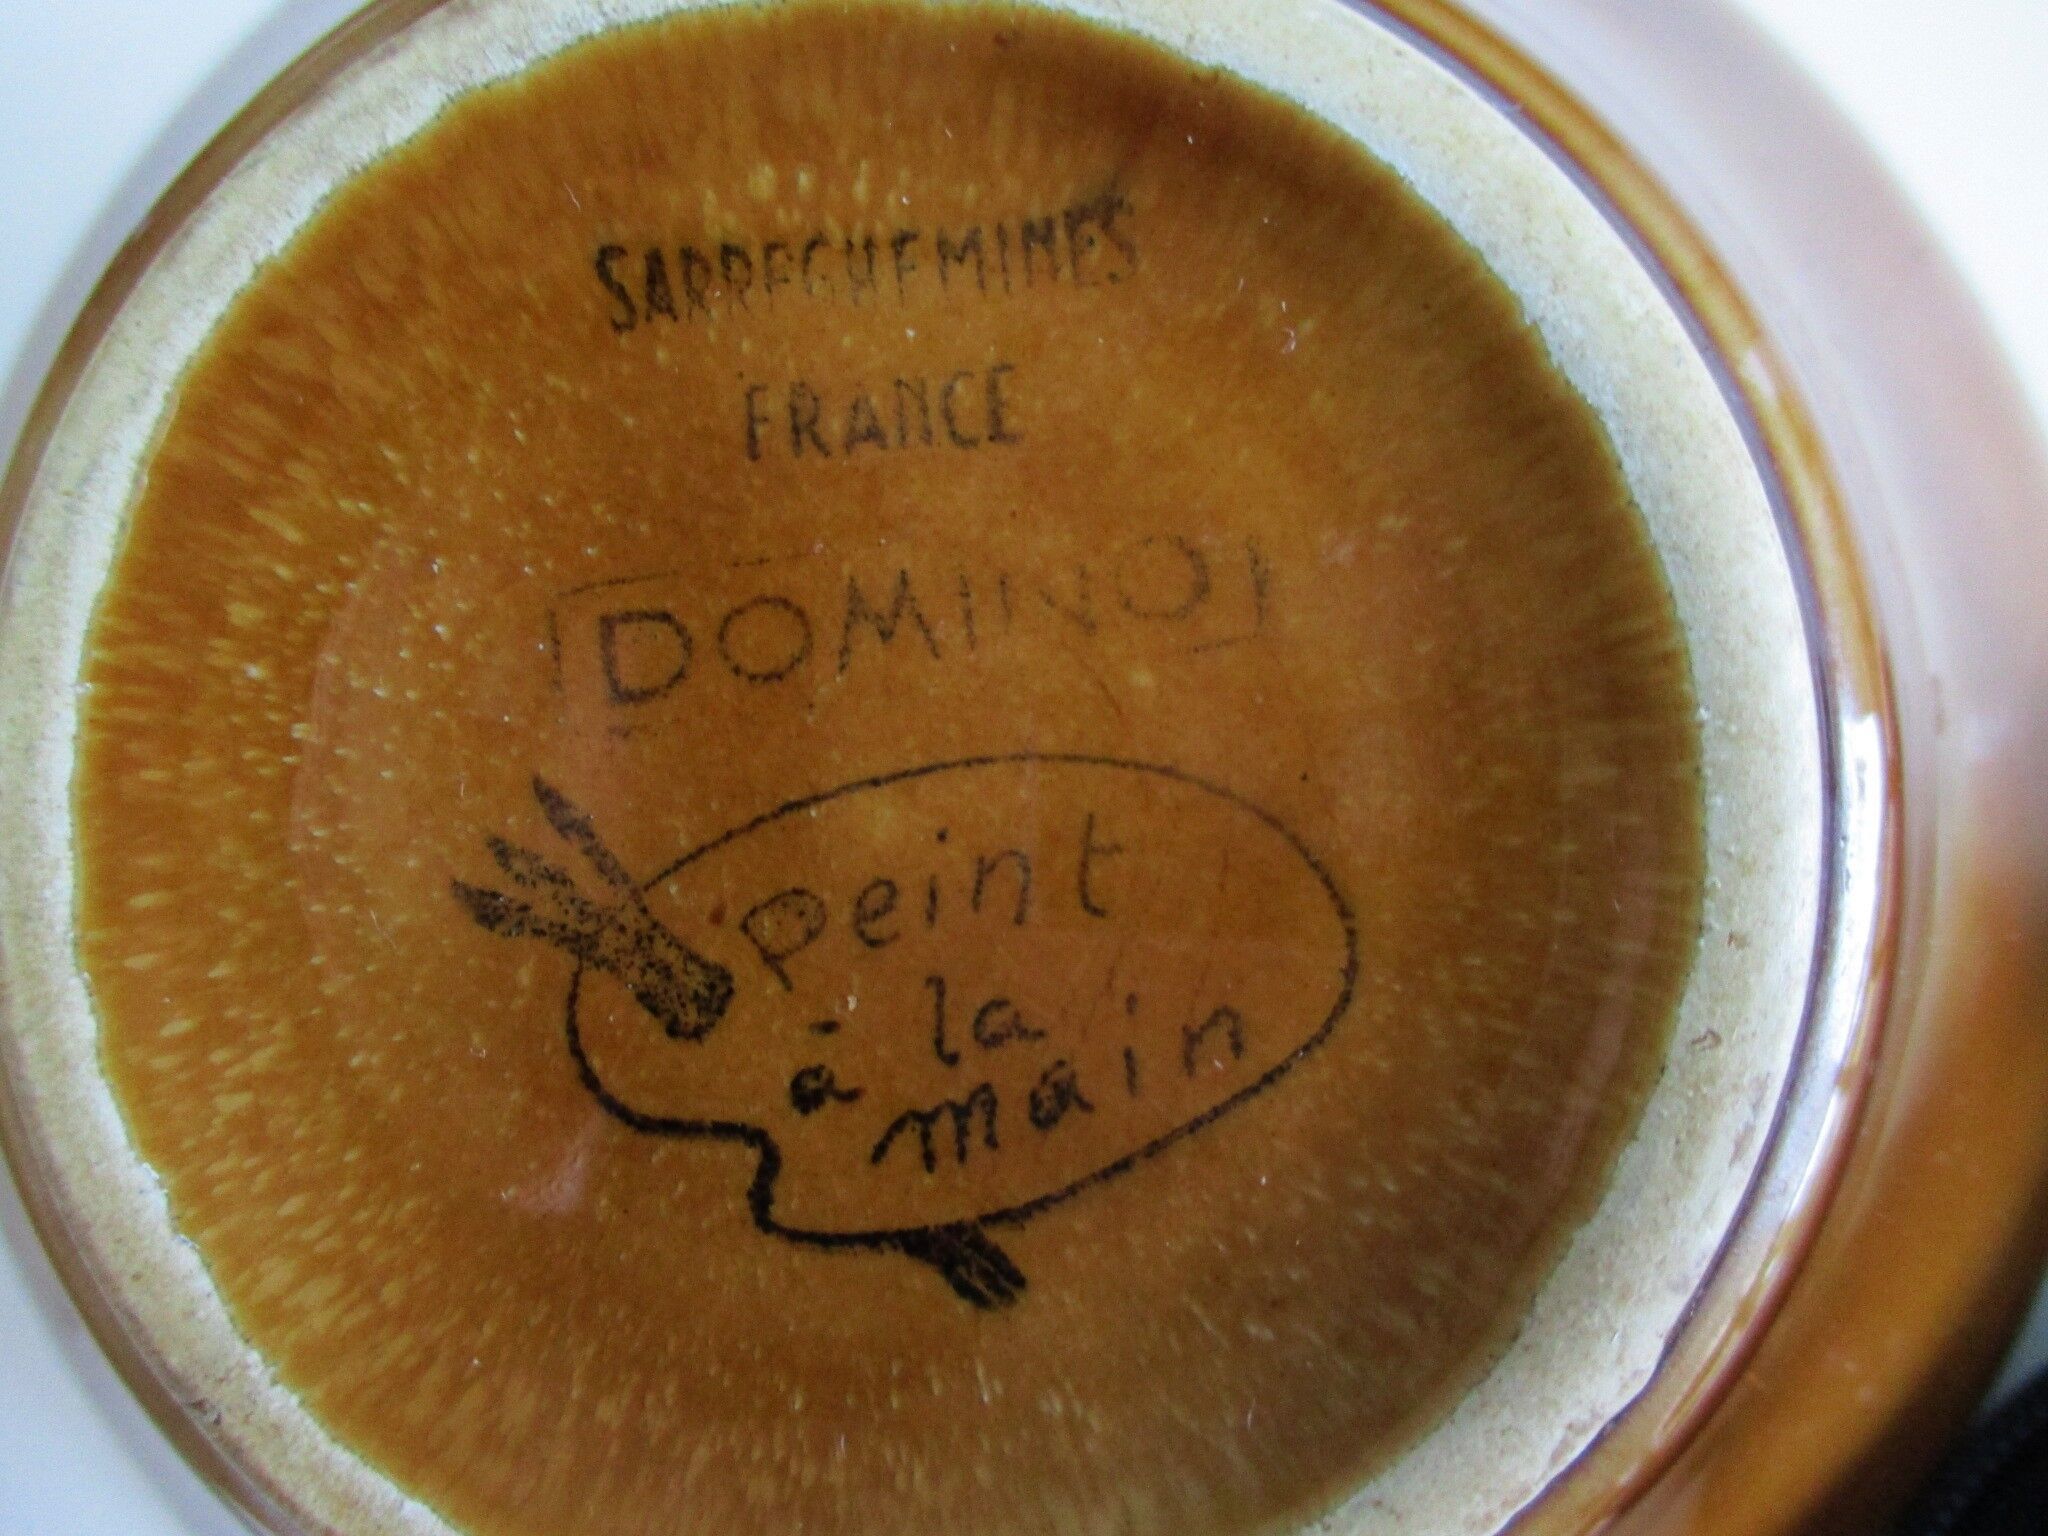 SARREGUEMINES
FRANCE
DOMINO
peint
à la
main